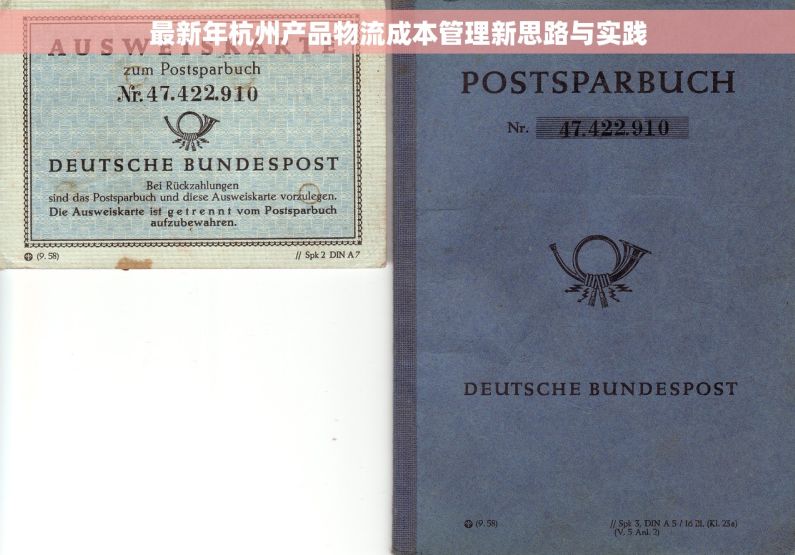 最新年杭州产品物流成本管理新思路与实践
AUSWEISKARTE
zum Postsparbuch
Nr. 47.422.910
DEUTSCHE BUNDESPOST
Bei Rückzahlungen
sind das Postsparbuch und diese Ausweiskarte vorzulegen.
Die Ausweiskarte ist getrennt vom Postsparbuch
aufzubewahren.
(9.58)
// Spk 2 DIN A7
POSTSPARBUCH
Nr. 47.422.910
DEUTSCHE BUNDESPOST
(9.58)
// Spk 3, DIN A 5 / 16 Bl. (Kl. 25a)
(V. 5 Anl. 2)